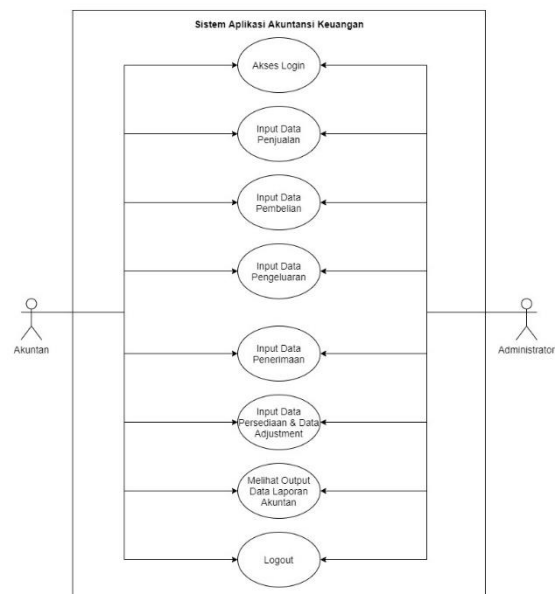 Sistem Aplikasi Akuntansi Keuangan
Akses Login
Input Data
Penjualan
Input Data
Pembelian
Input Data
Pengeluaran
Akuntan
Administrator
Input Data
Penerimaan
Input Data
Persediaan & Data
Adjustment
Melihat Output
Data Laporan
Akuntan
Logout